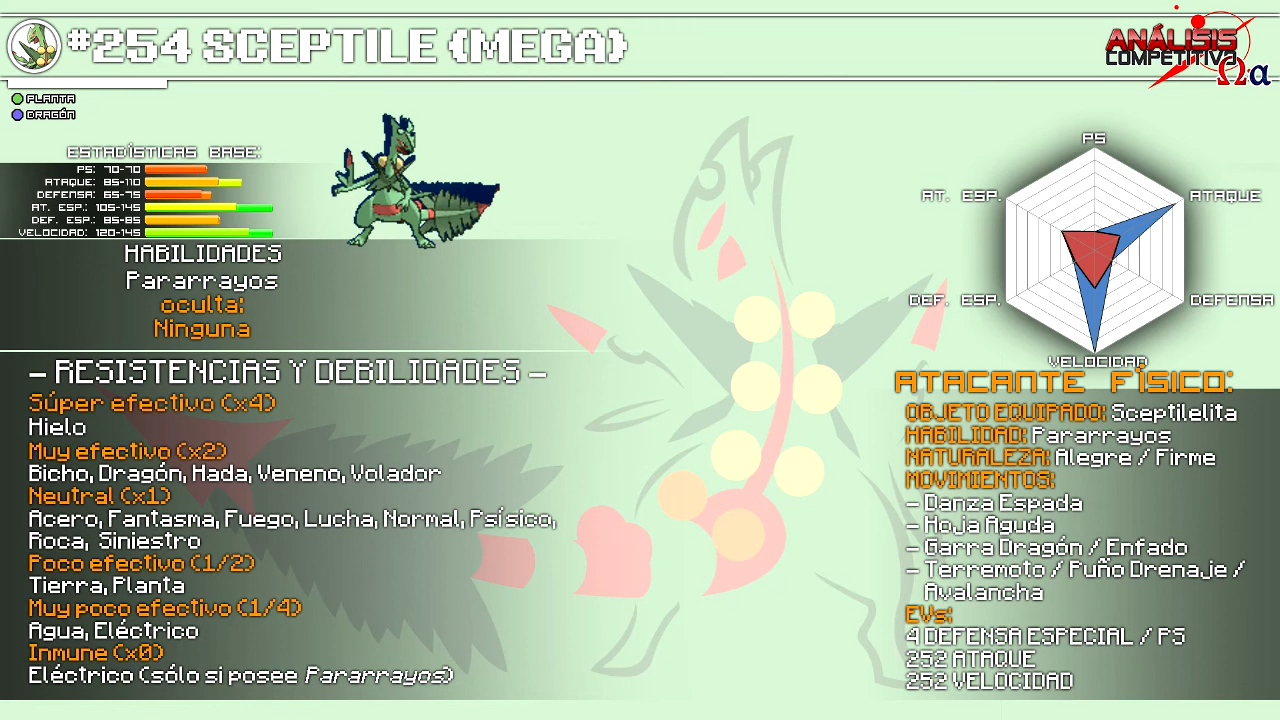 #254 SCEPTILE (MEGA)
ANÁLISIS
COMPETITIVO
Ωα
PLANTA
DRAGÓN
ESTADÍSTICAS BASE:
PS: 70-70
ATAQUE: 85-110
DEFENSA: 65-75
AT. ESP.: 105-145
DEF. ESP.: 85-85
VELOCIDAD: 120-145
HABILIDADES
Pararrayos
oculta:
Ninguna
– RESISTENCIAS Y DEBILIDADES –
Súper efectivo (x4)
Hielo
Muy efectivo (x2)
Bicho, Dragón, Hada, Veneno, Volador
Neutral (x1)
Acero, Fantasma, Fuego, Lucha, Normal, Psísico,
Roca, Siniestro
Poco efectivo (1/2)
Tierra, Planta
Muy poco efectivo (1/4)
Agua, Eléctrico
Inmune (x0)
Eléctrico (sólo si posee Pararrayos)
PS
AT. ESP.
ATAQUE
DEF. ESP.
DEFENSA
VELOCIDAD
ATACANTE FÍSICO:
OBJETO EQUIPADO: Sceptilelita
HABILIDAD: Pararrayos
NATURALEZA: Alegre / Firme
MOVIMIENTOS:
– Danza Espada
– Hoja Aguda
– Garra Dragón / Enfado
– Terremoto / Puño Drenaje /
Avalancha
EVs:
4 DEFENSA ESPECIAL / PS
252 ATAQUE
252 VELOCIDAD